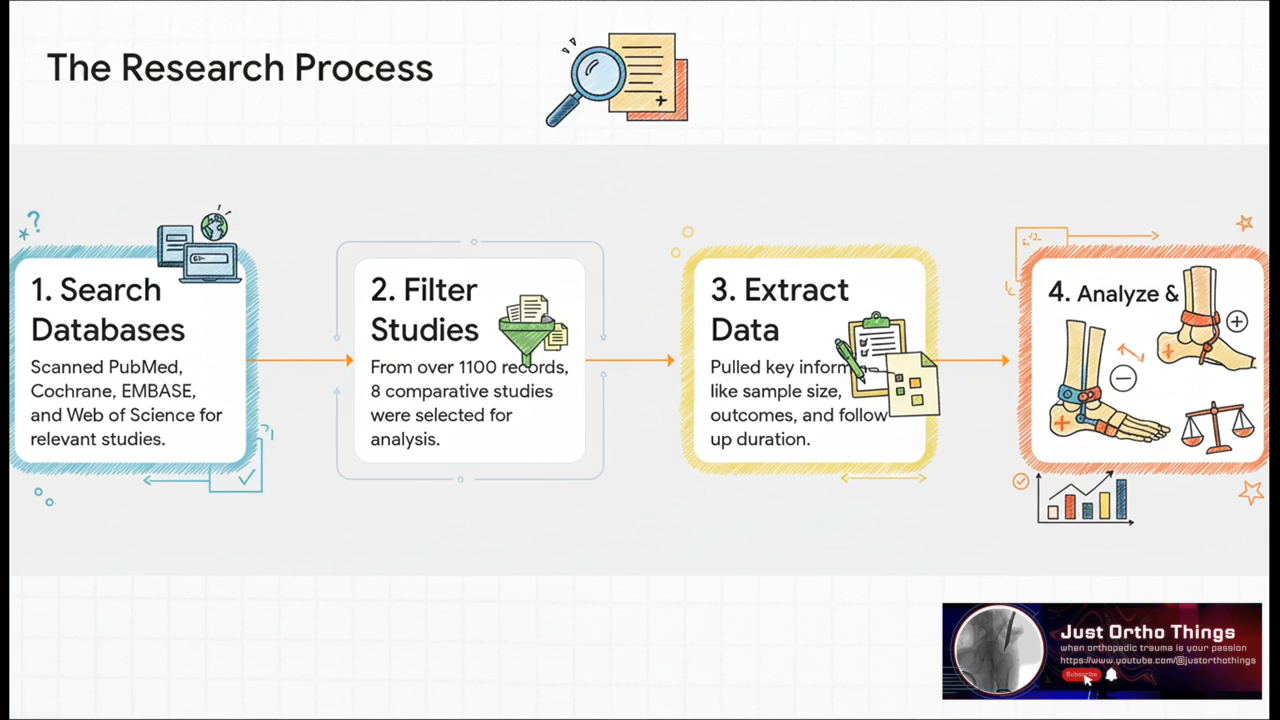 The Research Process
1. Search
Databases
Scanned PubMed,
Cochrane, EMBASE,
and Web of Science for
relevant studies.
2. Filter
Studies
From over 1100 records,
8 comparative studies
were selected for
analysis.
3. Extract
Data
Pulled key inform
like sample size,
outcomes, and follow
up duration.
4. Analyze &
Just Ortho Things
when orthopedic trauma is your passion
https://www.youtube.com/@justorthothings
Subscribe